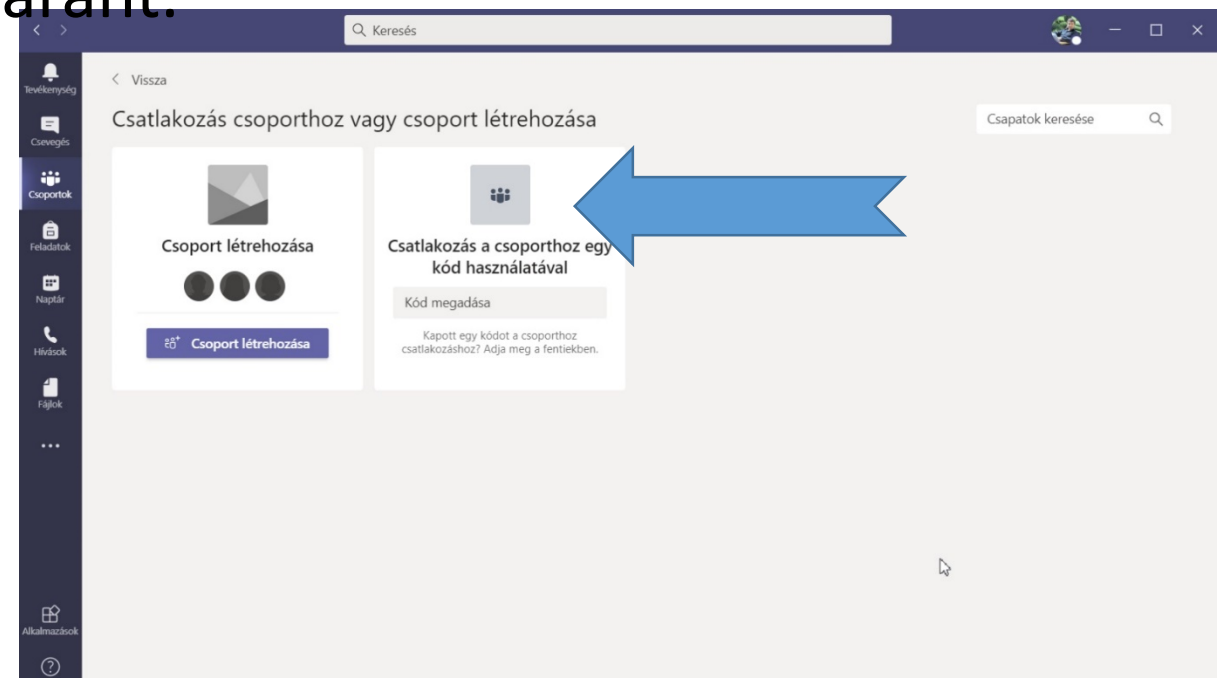 aránt.
Keresés
Tevékenység
Csevegés
Csoportok
Feladatok
Naptár
Hívások
Fájlok
Alkalmazások
Vissza
Csatlakozás csoporthoz vagy csoport létrehozása
Csapatok keresése
Csoport létrehozása
Csoport létrehozása
Csatlakozás a csoporthoz egy
kód használatával
Kód megadása
Kapott egy kódot a csoporthoz
csatlakozáshoz? Adja meg a fentiekben.